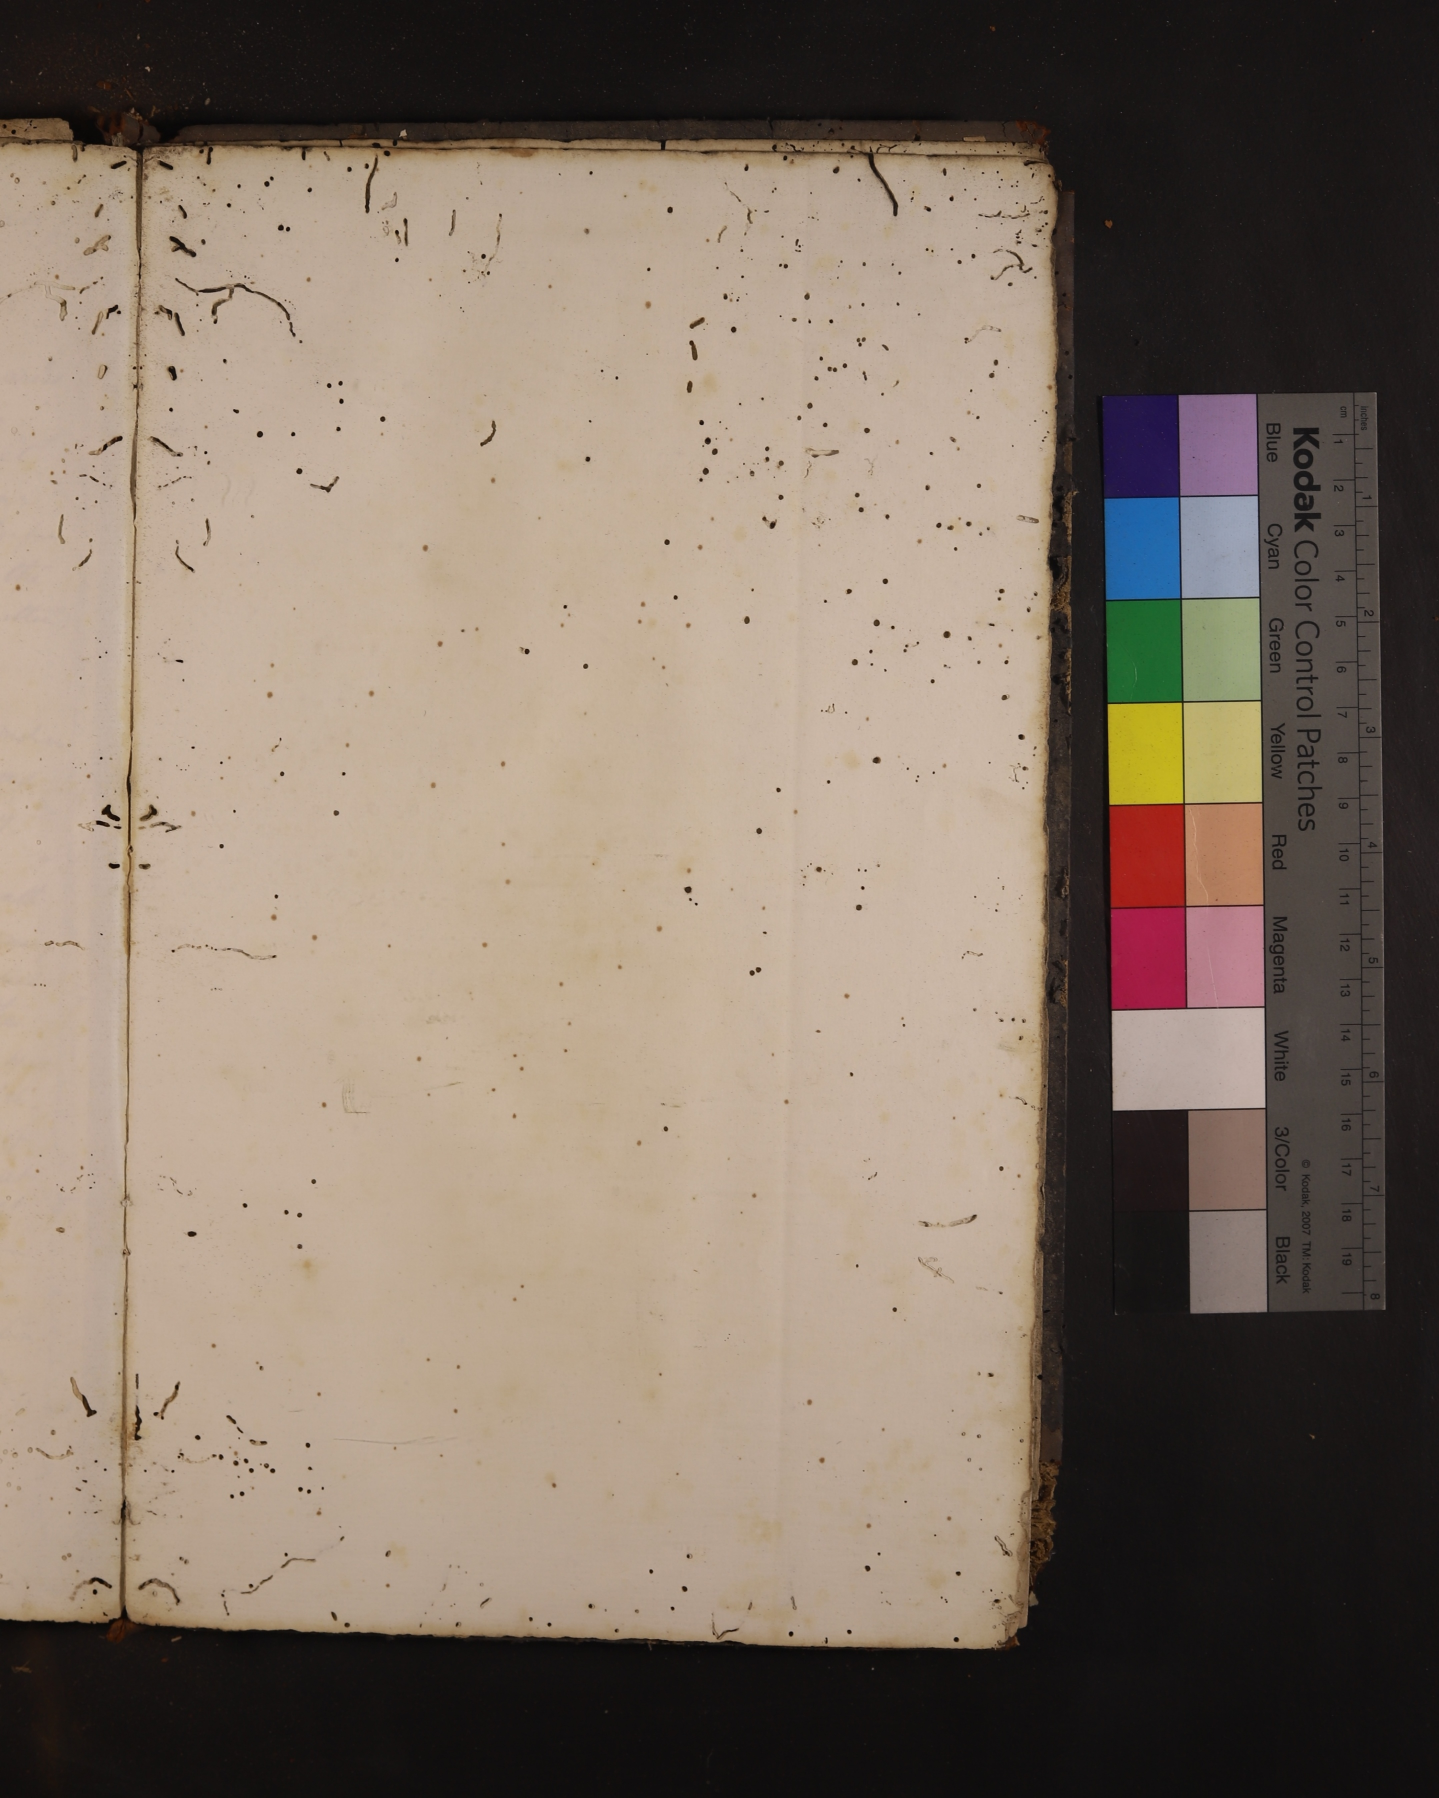 Kodak Color Control Patches
Blue Cyan Green Yellow Red Magenta White 3/Color Black
© Kodak, 2007 TM: Kodak
cm 1 2 3 4 5 6 7 8 9 10 11 12 13 14 15 16 17 18 19
Inches 1 2 3 4 5 6 7 8